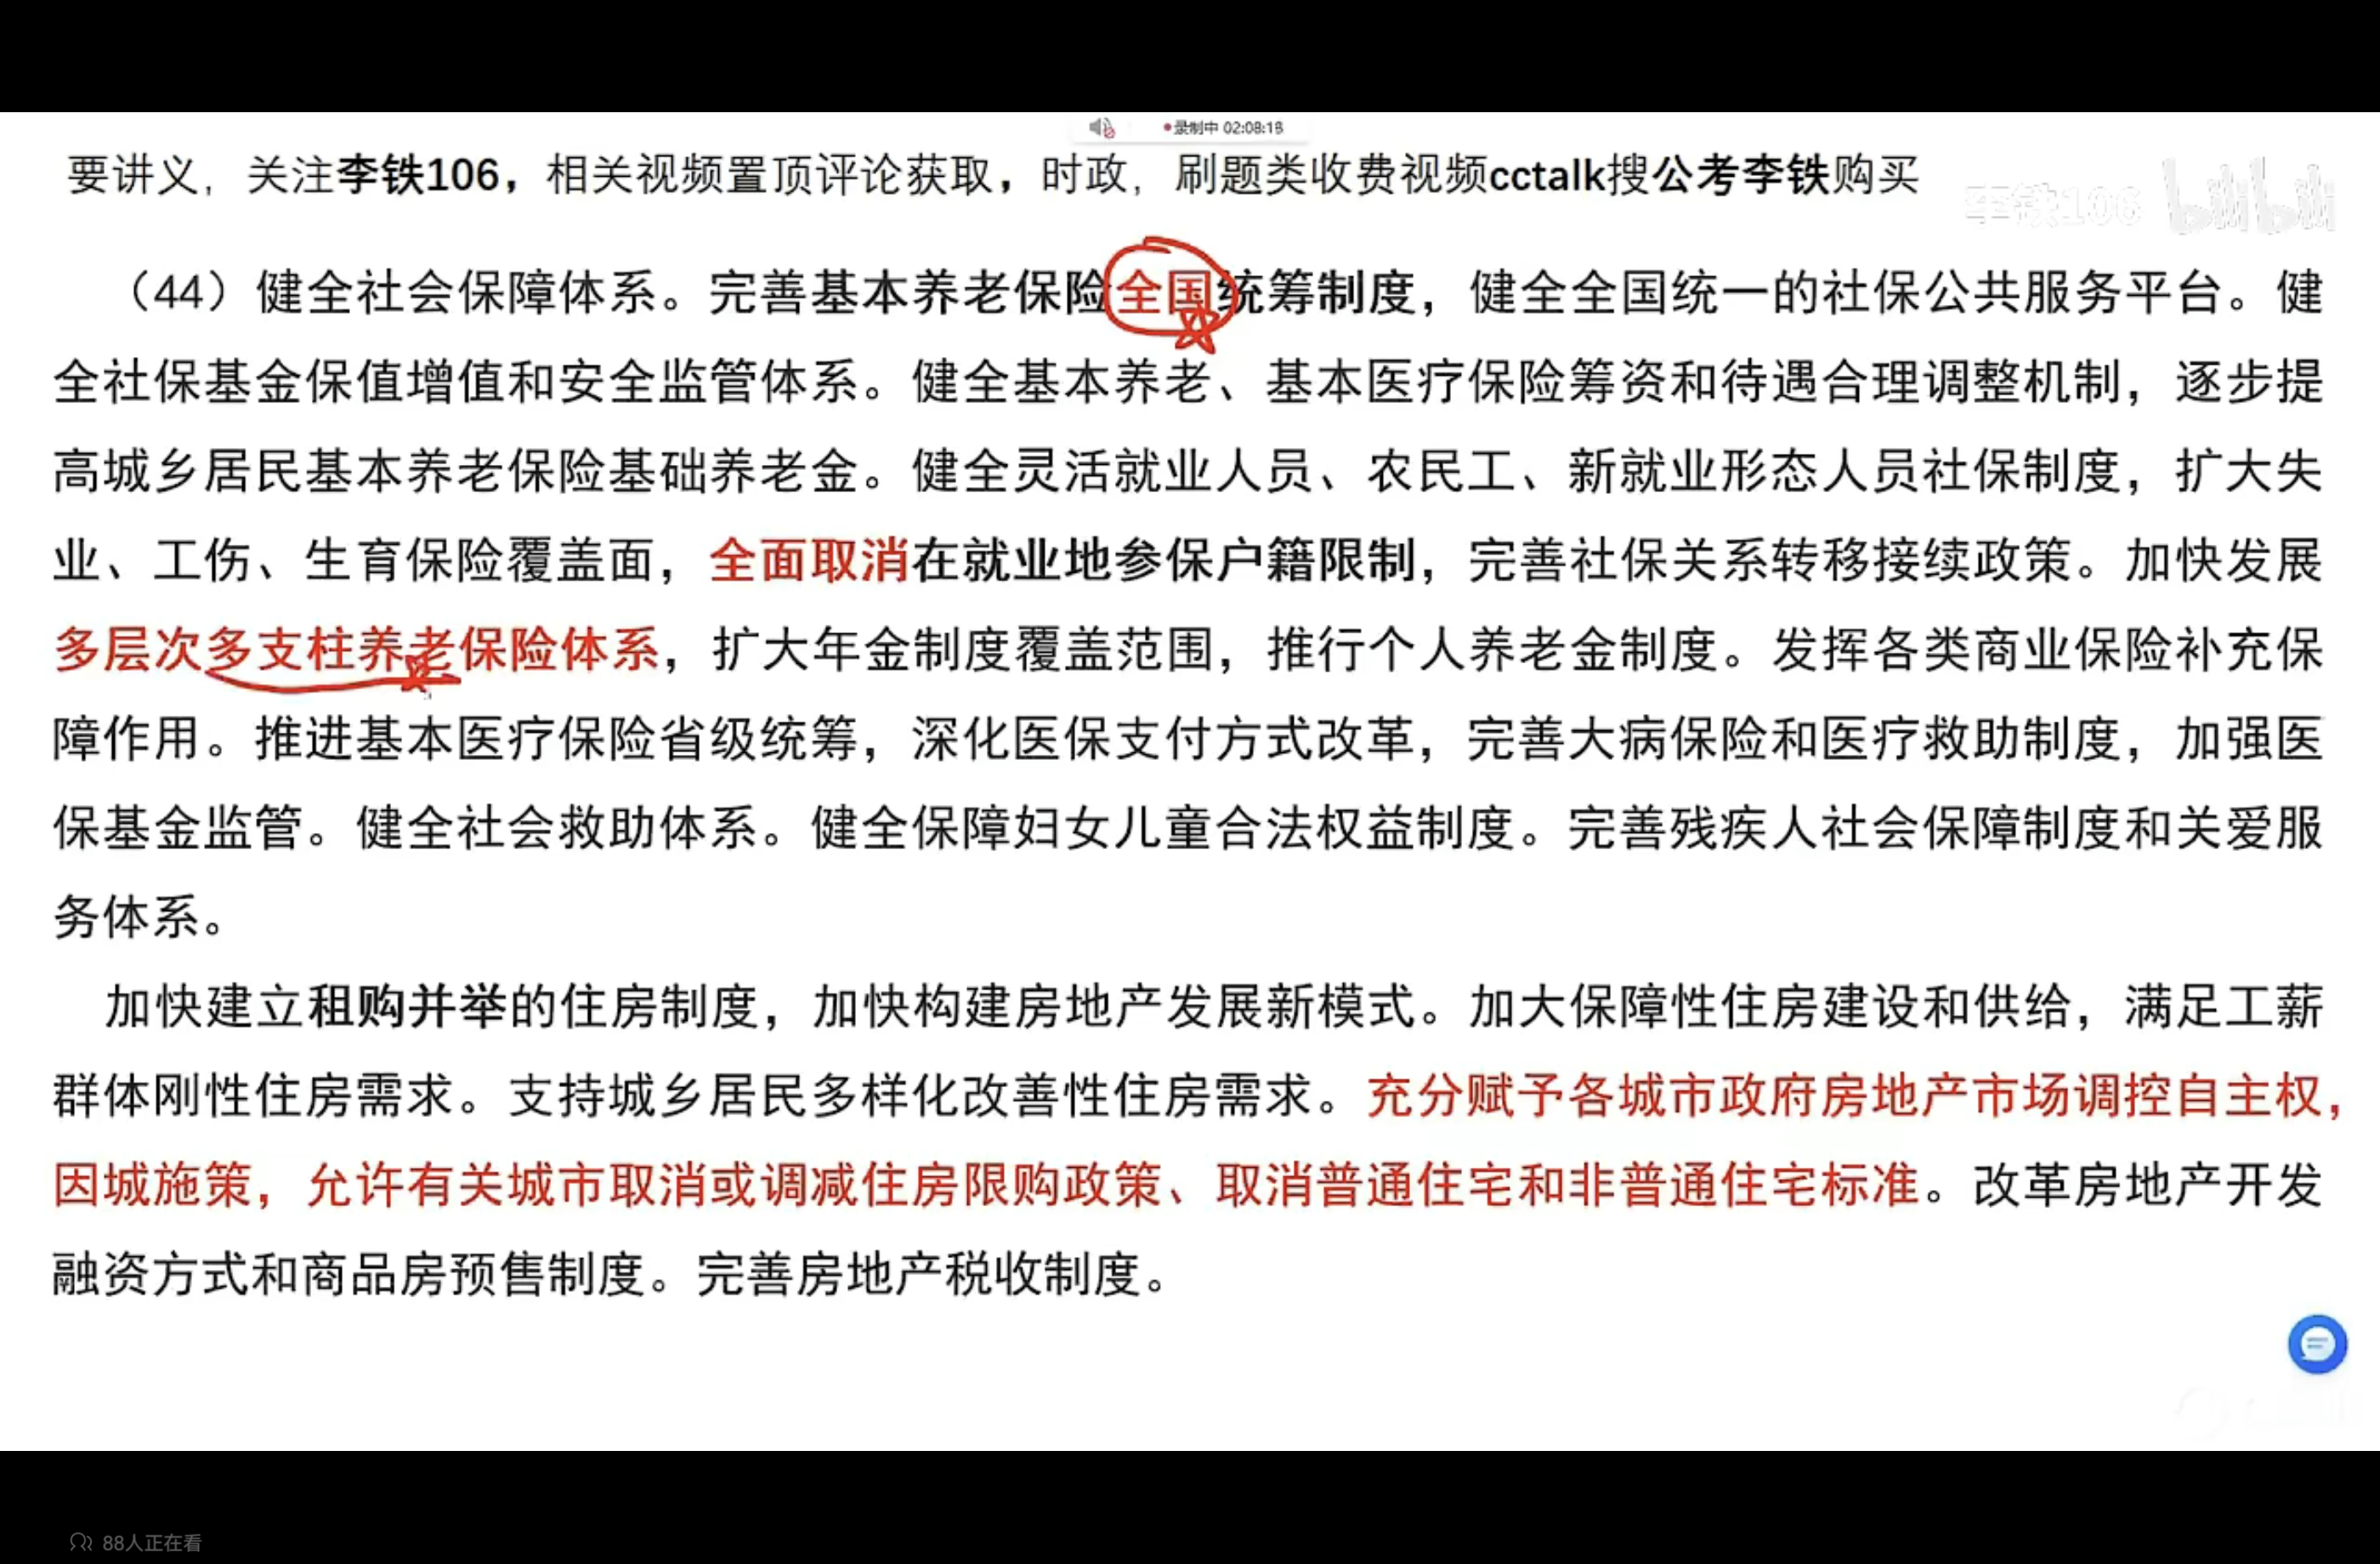 录制中 02:08:18
要讲义，关注李铁106，相关视频置顶评论获取，时政，刷题类收费视频cctalk搜公考李铁购买
李铁106 bilibili
（44）健全社会保障体系。完善基本养老保险全国统筹制度，健全全国统一的社保公共服务平台。健
全社保基金保值增值和安全监管体系。健全基本养老、基本医疗保险筹资和待遇合理调整机制，逐步提
高城乡居民基本养老保险基础养老金。健全灵活就业人员、农民工、新就业形态人员社保制度，扩大失
业、工伤、生育保险覆盖面，全面取消在就业地参保户籍限制，完善社保关系转移接续政策。加快发展
多层次多支柱养老保险体系，扩大年金制度覆盖范围，推行个人养老金制度。发挥各类商业保险补充保
障作用。推进基本医疗保险省级统筹，深化医保支付方式改革，完善大病保险和医疗救助制度，加强医
保基金监管。健全社会救助体系。健全保障妇女儿童合法权益制度。完善残疾人社会保障制度和关爱服
务体系。
加快建立租购并举的住房制度，加快构建房地产发展新模式。加大保障性住房建设和供给，满足工薪
群体刚性住房需求。支持城乡居民多样化改善性住房需求。充分赋予各城市政府房地产市场调控自主权，
因城施策，允许有关城市取消或调减住房限购政策、取消普通住宅和非普通住宅标准。改革房地产开发
融资方式和商品房预售制度。完善房地产税收制度。
88人正在看